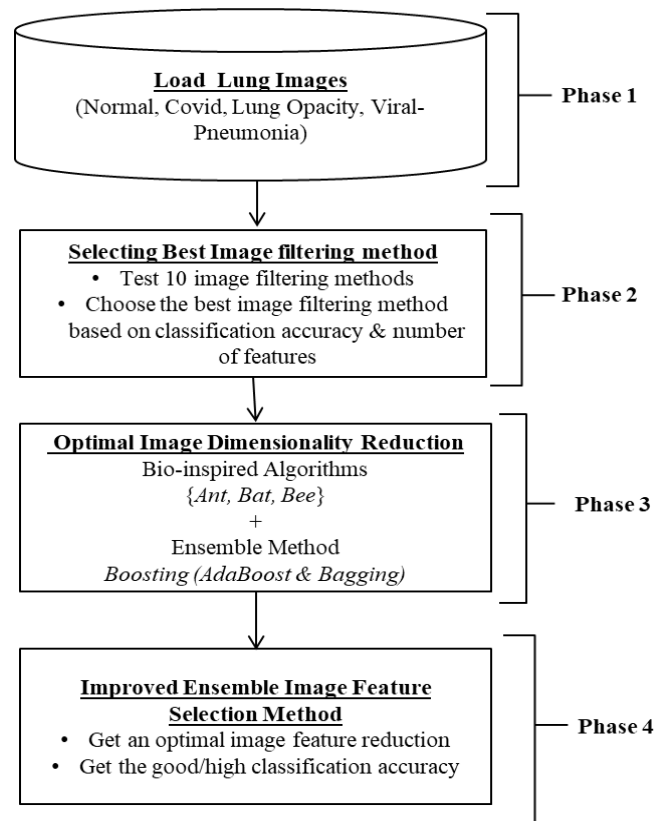 Load Lung Images
(Normal, Covid, Lung Opacity, Viral-
Pneumonia)
Phase 1
Selecting Best Image filtering method
• Test 10 image filtering methods
• Choose the best image filtering method
based on classification accuracy & number
of features
Phase 2
Optimal Image Dimensionality Reduction
Bio-inspired Algorithms
{Ant, Bat, Bee}
+
Ensemble Method
Boosting (AdaBoost & Bagging)
Phase 3
Improved Ensemble Image Feature
Selection Method
• Get an optimal image feature reduction
• Get the good/high classification accuracy
Phase 4